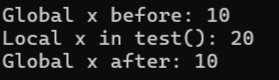 Global x before: 10
Local x in test(): 20
Global x after: 10